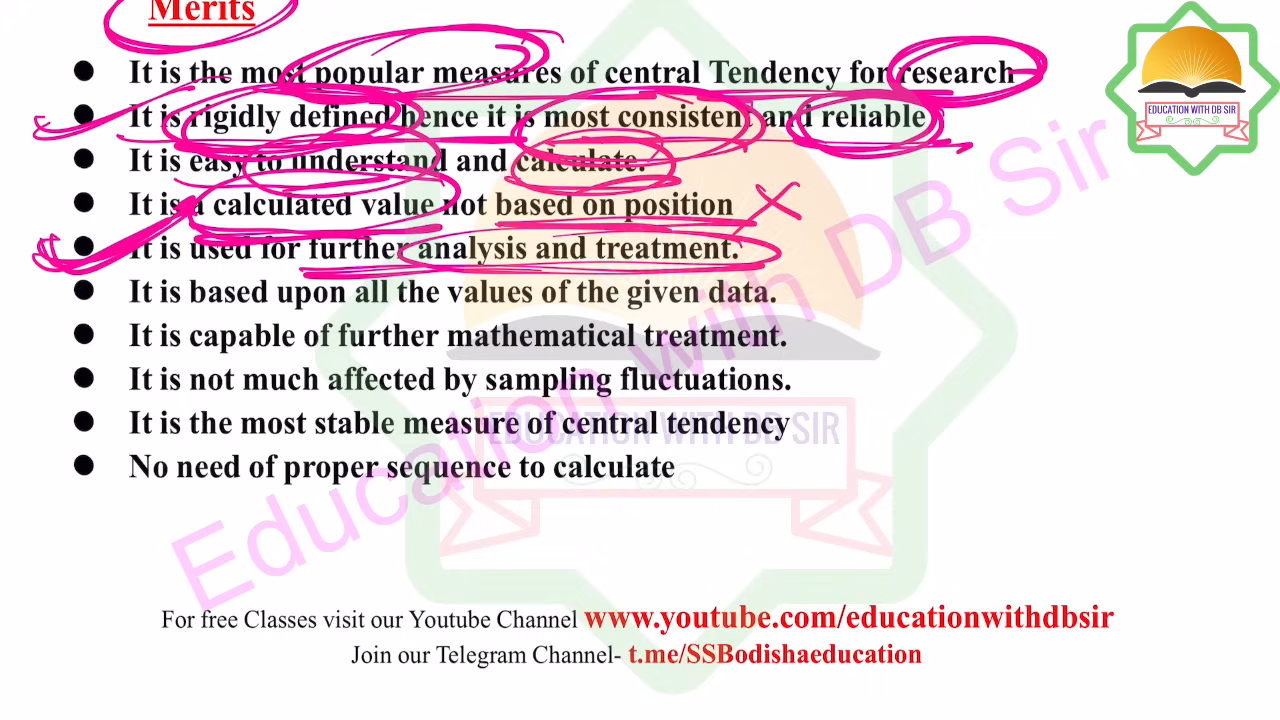 Merits
● It is the most popular measures of central Tendency for research
● It is rigidly defined hence it is most consistent and reliable
● It is easy to understand and calculate.
● It is a calculated value not based on position
● It is used for further analysis and treatment.
● It is based upon all the values of the given data.
● It is capable of further mathematical treatment.
● It is not much affected by sampling fluctuations.
● It is the most stable measure of central tendency
● No need of proper sequence to calculate
EDUCATION WITH DB SIR
EDUCATION WITH DB SIR
Education with DB Sir
For free Classes visit our Youtube Channel www.youtube.com/educationwithdbsir
Join our Telegram Channel- t.me/SSBodishaeducation